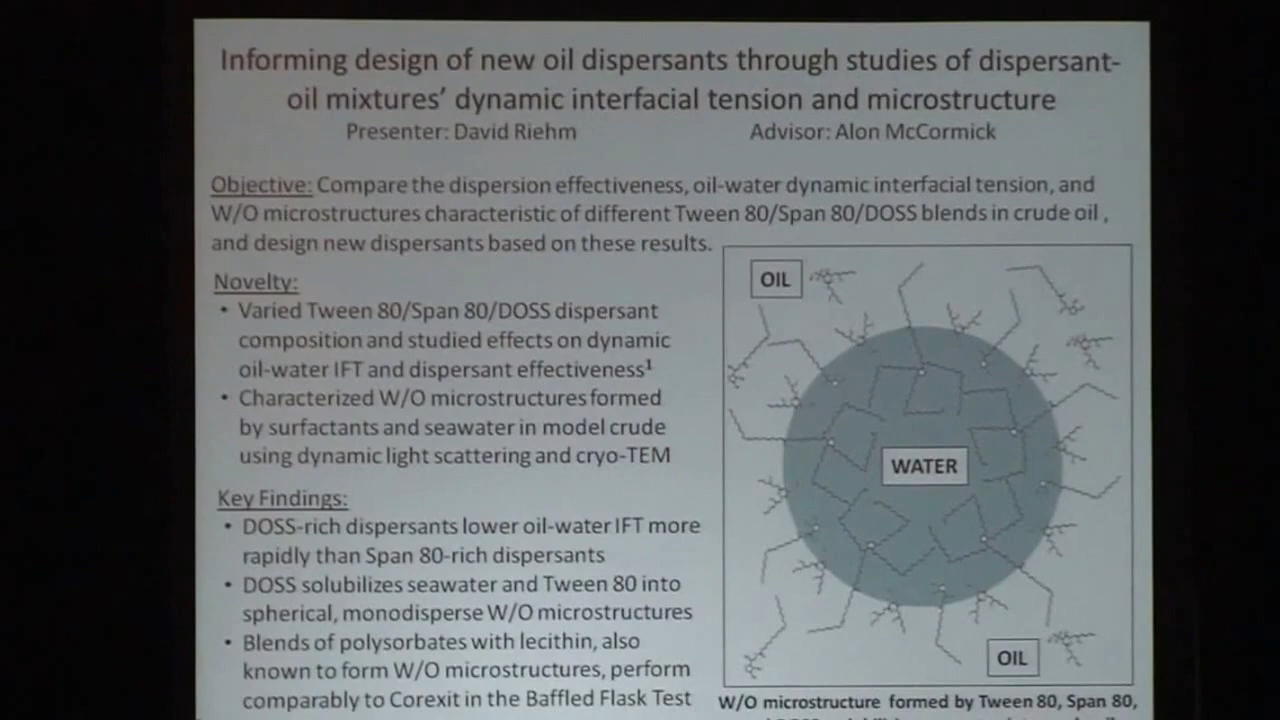 Informing design of new oil dispersants through studies of dispersant-
oil mixtures' dynamic interfacial tension and microstructure
Presenter: David Riehm
Advisor: Alon McCormick
Objective: Compare the dispersion effectiveness, oil-water dynamic interfacial tension, and
W/O microstructures characteristic of different Tween 80/Span 80/DOSS blends in crude oil ,
and design new dispersants based on these results.
Novelty:
• Varied Tween 80/Span 80/DOSS dispersant
composition and studied effects on dynamic
oil-water IFT and dispersant effectiveness¹
• Characterized W/O microstructures formed
by surfactants and seawater in model crude
using dynamic light scattering and cryo-TEM
Key Findings:
• DOSS-rich dispersants lower oil-water IFT more
rapidly than Span 80-rich dispersants
• DOSS solubilizes seawater and Tween 80 into
spherical, monodisperse W/O microstructures
• Blends of polysorbates with lecithin, also
known to form W/O microstructures, perform
comparably to Corexit in the Baffled Flask Test
OIL
WATER
OIL
W/O microstructure formed by Tween 80, Span 80,